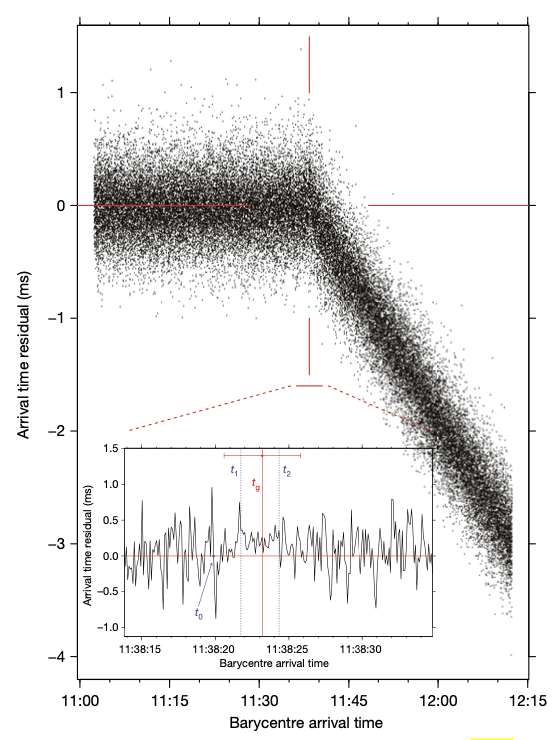 1
0
−1
−2
−3
−4
Arrival time residual (ms)
1.5
1.0
0.5
0.0
−0.5
−1.0
Arrival time residual (ms)
t1
tg
t2
t0
11:38:15 11:38:20 11:38:25 11:38:30
Barycentre arrival time
11:00 11:15 11:30 11:45 12:00 12:15
Barycentre arrival time